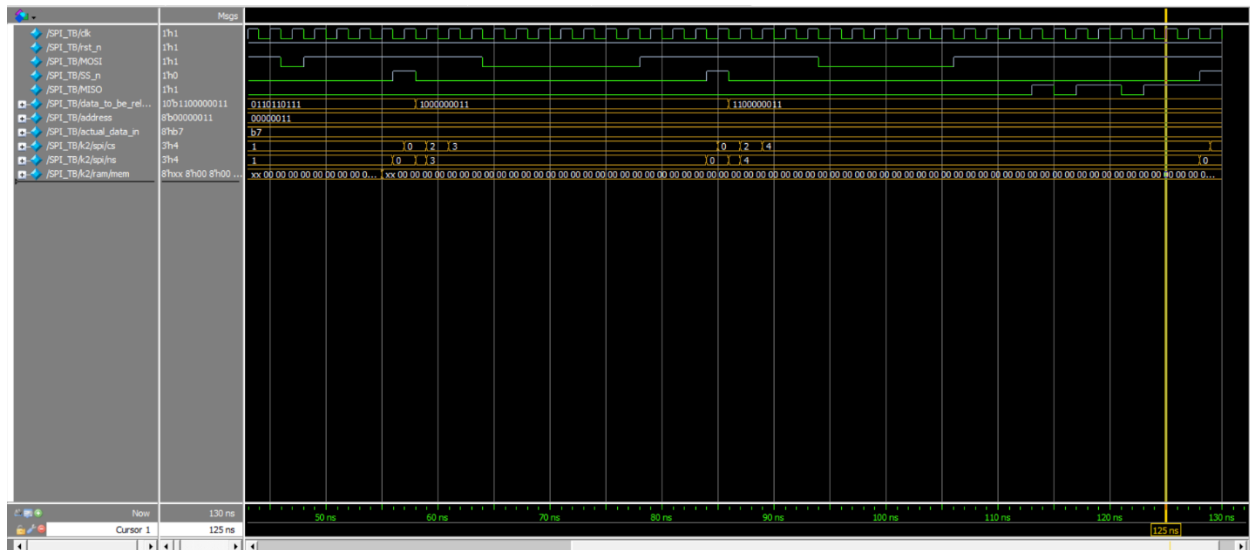 Msgs
/SPI_TB/clk 1'h1
/SPI_TB/rst_n 1'h1
/SPI_TB/MOSI 1'h1
/SPI_TB/SS_n 1'h0
/SPI_TB/MISO 1'h1
/SPI_TB/data_to_be_rel... 10'b1100000011 0110110111 1000000011 1100000011
/SPI_TB/address 8'b00000011 00000011
/SPI_TB/actual_data_in 8'hb7 b7
/SPI_TB/k2/spi/cs 3'h4 1 0 2 3 0 2 4
/SPI_TB/k2/spi/ns 3'h4 1 0 3 0 4 0
/SPI_TB/k2/ram/mem 8'hxx 8'h00 8'h00 ...
Now 130 ns 50 ns 60 ns 70 ns 80 ns 90 ns 100 ns 110 ns 120 ns 130 ns
Cursor 1 125 ns 125 ns